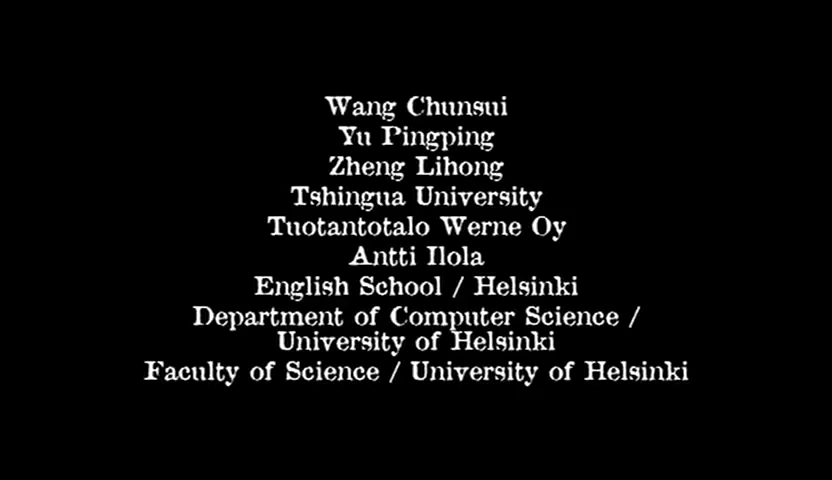 Wang Chunsui
Yu Pingping
Zheng Lihong
Tshingua University
Tuotantotalo Werne Oy
Antti Ilola
English School / Helsinki
Department of Computer Science /
University of Helsinki
Faculty of Science / University of Helsinki